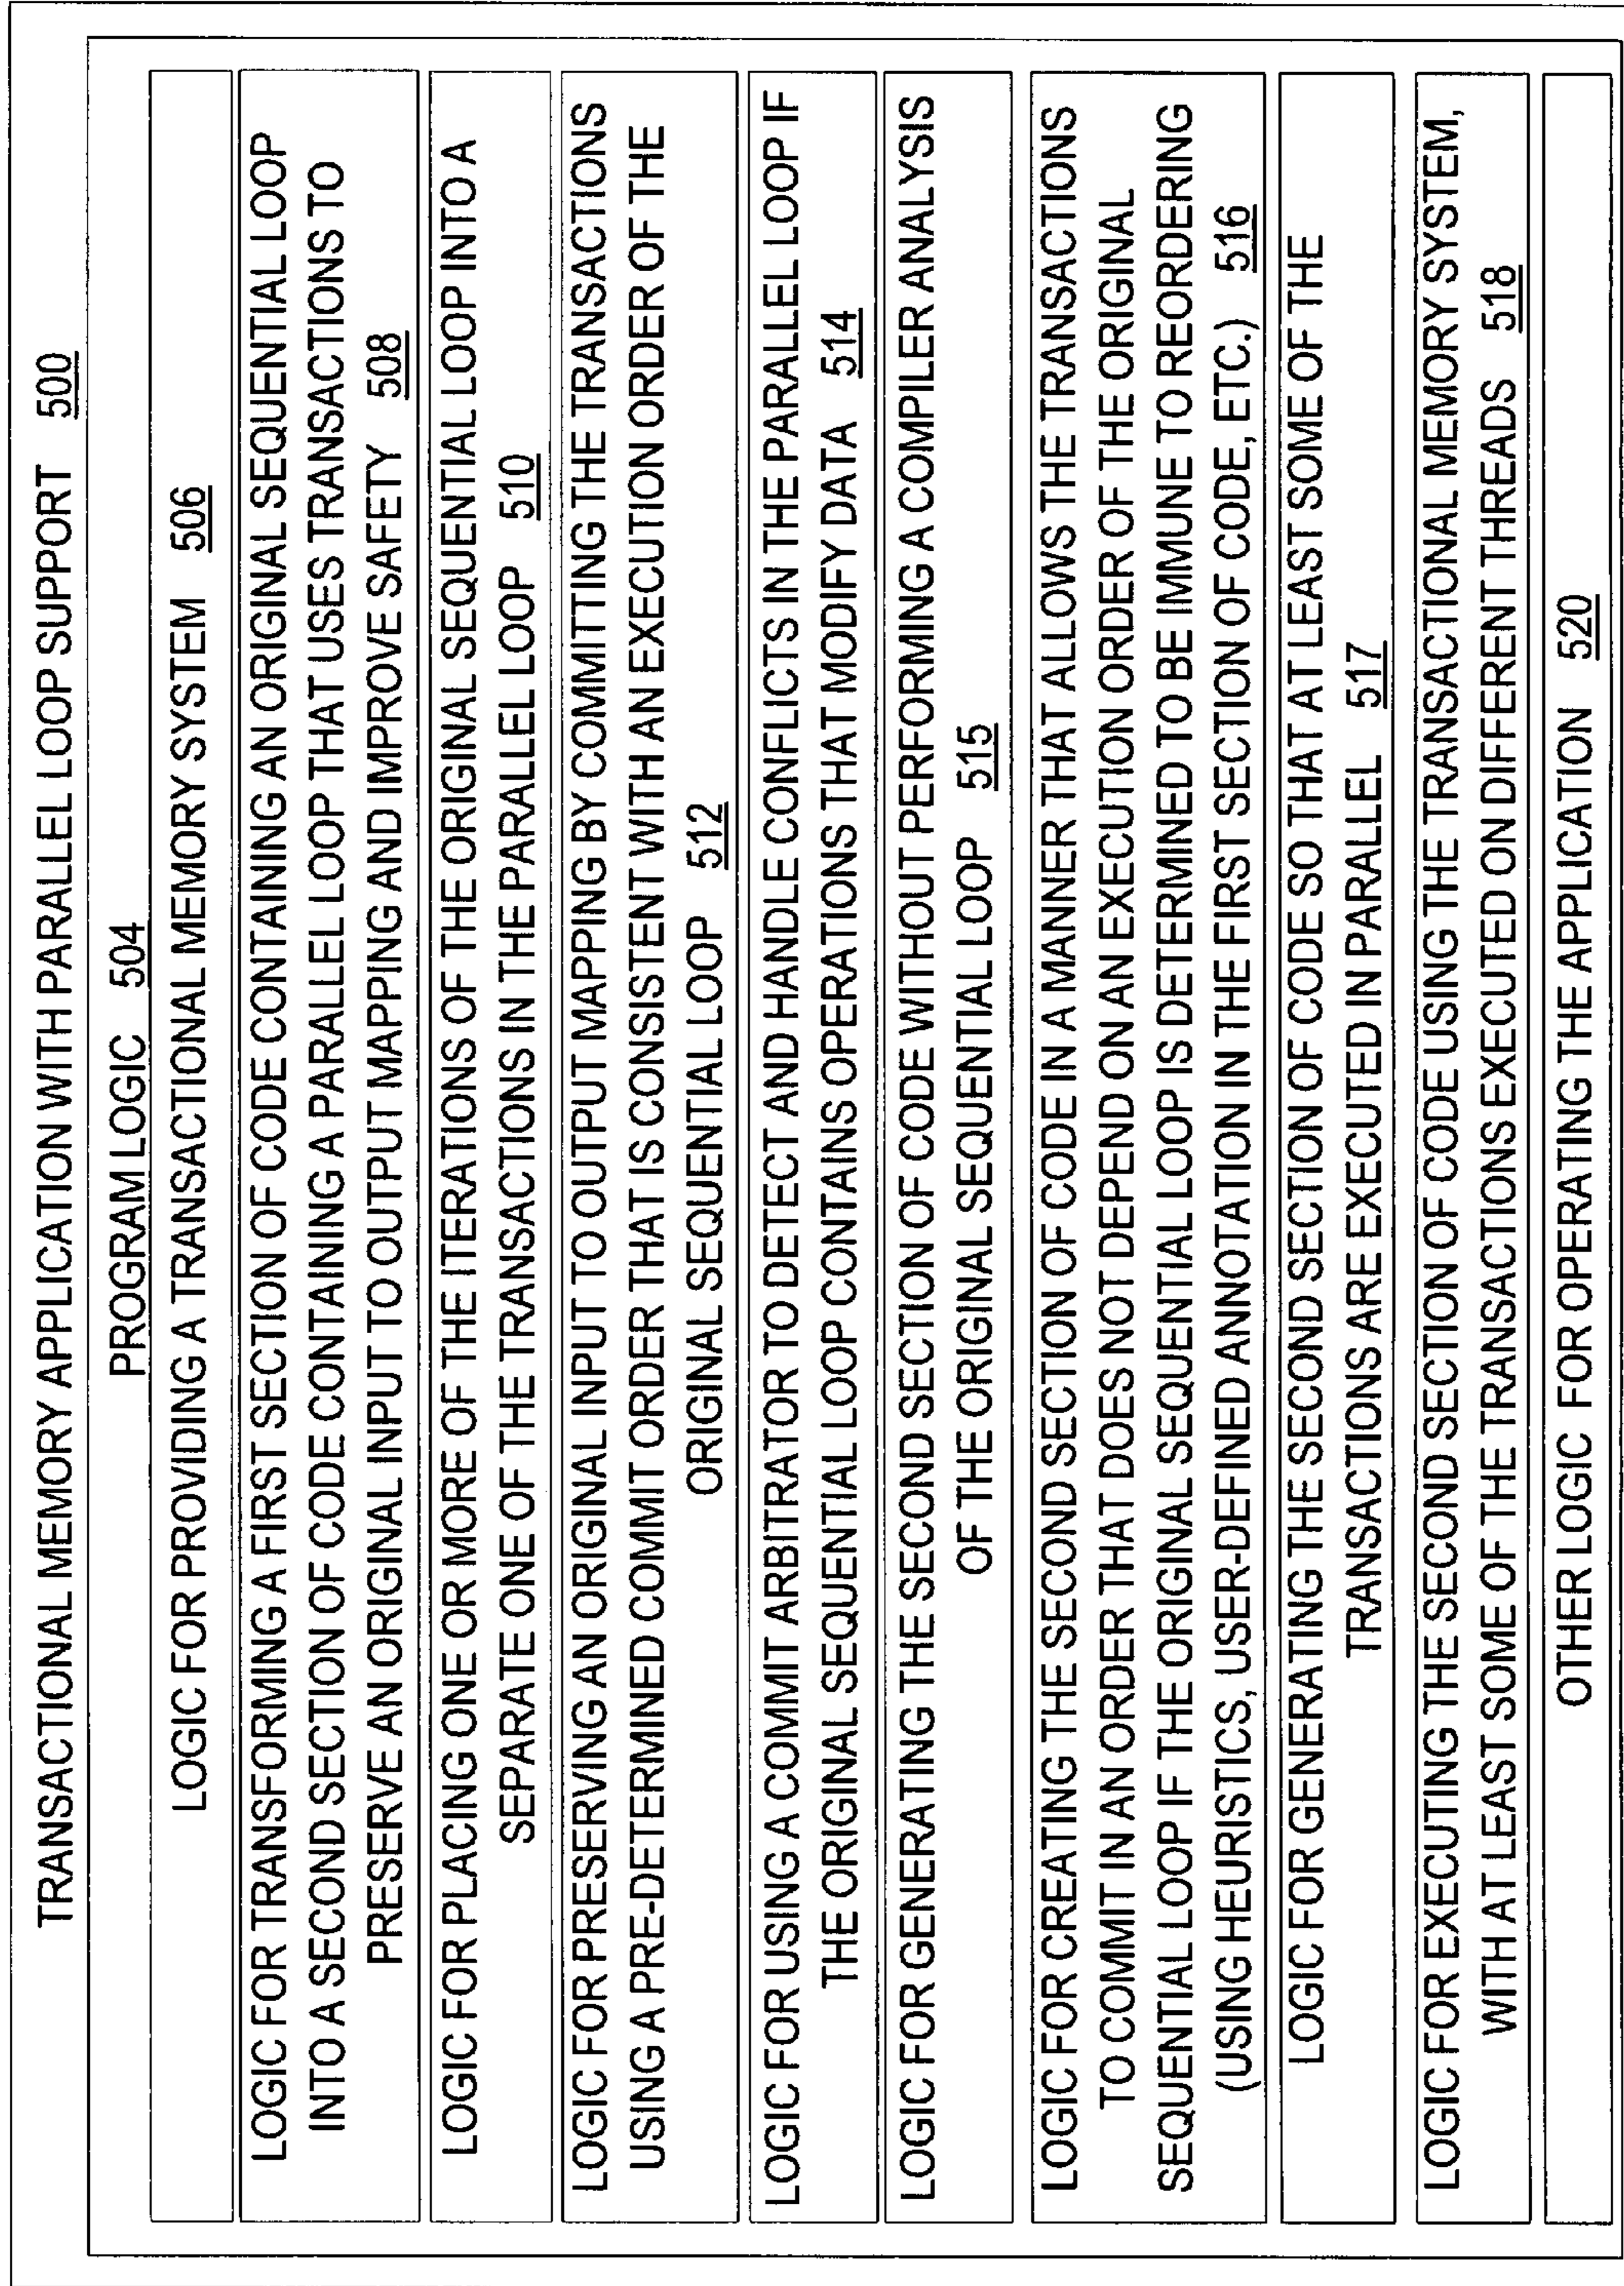 TRANSACTIONAL MEMORY APPLICATION WITH PARALLEL LOOP SUPPORT 500
PROGRAM LOGIC 504
LOGIC FOR PROVIDING A TRANSACTIONAL MEMORY SYSTEM 506
LOGIC FOR TRANSFORMING A FIRST SECTION OF CODE CONTAINING AN ORIGINAL SEQUENTIAL LOOP
INTO A SECOND SECTION OF CODE CONTAINING A PARALLEL LOOP THAT USES TRANSACTIONS TO
PRESERVE AN ORIGINAL INPUT TO OUTPUT MAPPING AND IMPROVE SAFETY 508
LOGIC FOR PLACING ONE OR MORE OF THE ITERATIONS OF THE ORIGINAL SEQUENTIAL LOOP INTO A
SEPARATE ONE OF THE TRANSACTIONS IN THE PARALLEL LOOP 510
LOGIC FOR PRESERVING AN ORIGINAL INPUT TO OUTPUT MAPPING BY COMMITTING THE TRANSACTIONS
USING A PRE-DETERMINED COMMIT ORDER THAT IS CONSISTENT WITH AN EXECUTION ORDER OF THE
ORIGINAL SEQUENTIAL LOOP 512
LOGIC FOR USING A COMMIT ARBITRATOR TO DETECT AND HANDLE CONFLICTS IN THE PARALLEL LOOP IF
THE ORIGINAL SEQUENTIAL LOOP CONTAINS OPERATIONS THAT MODIFY DATA 514
LOGIC FOR GENERATING THE SECOND SECTION OF CODE WITHOUT PERFORMING A COMPILER ANALYSIS
OF THE ORIGINAL SEQUENTIAL LOOP 515
LOGIC FOR CREATING THE SECOND SECTION OF CODE IN A MANNER THAT ALLOWS THE TRANSACTIONS
TO COMMIT IN AN ORDER THAT DOES NOT DEPEND ON AN EXECUTION ORDER OF THE ORIGINAL
SEQUENTIAL LOOP IF THE ORIGINAL SEQUENTIAL LOOP IS DETERMINED TO BE IMMUNE TO REORDERING
(USING HEURISTICS, USER-DEFINED ANNOTATION IN THE FIRST SECTION OF CODE, ETC.) 516
LOGIC FOR GENERATING THE SECOND SECTION OF CODE SO THAT AT LEAST SOME OF THE
TRANSACTIONS ARE EXECUTED IN PARALLEL 517
LOGIC FOR EXECUTING THE SECOND SECTION OF CODE USING THE TRANSACTIONAL MEMORY SYSTEM,
WITH AT LEAST SOME OF THE TRANSACTIONS EXECUTED ON DIFFERENT THREADS 518
OTHER LOGIC FOR OPERATING THE APPLICATION 520